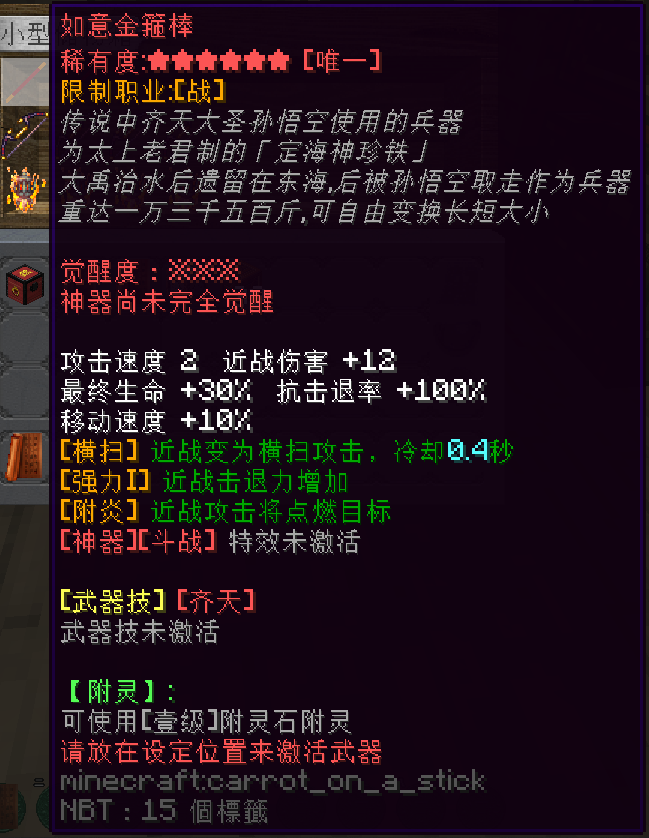 小型
如意金箍棒
稀有度:★★★★★★ [唯一]
限制职业:[战]
传说中齐天大圣孙悟空使用的兵器
为太上老君制的「定海神珍铁」
大禹治水后遗留在东海,后被孙悟空取走作为兵器
重达一万三千五百斤,可自由变换长短大小
觉醒度：※※※
神器尚未完全觉醒
攻击速度 2 近战伤害 +12
最终生命 +30% 抗击退率 +100%
移动速度 +10%
[横扫] 近战变为横扫攻击，冷却0.4秒
[强力I] 近战击退力增加
[附炎] 近战攻击将点燃目标
[神器][斗战] 特效未激活
[武器技] [齐天]
武器技未激活
【附灵】:
可使用[壹级]附灵石附灵
请放在设定位置来激活武器
minecraft:carrot_on_a_stick
NBT：15 個標籤